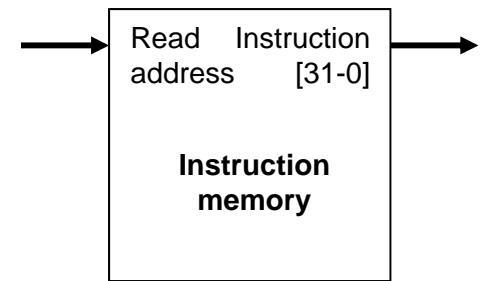 Read Instruction
address [31-0]
Instruction
memory